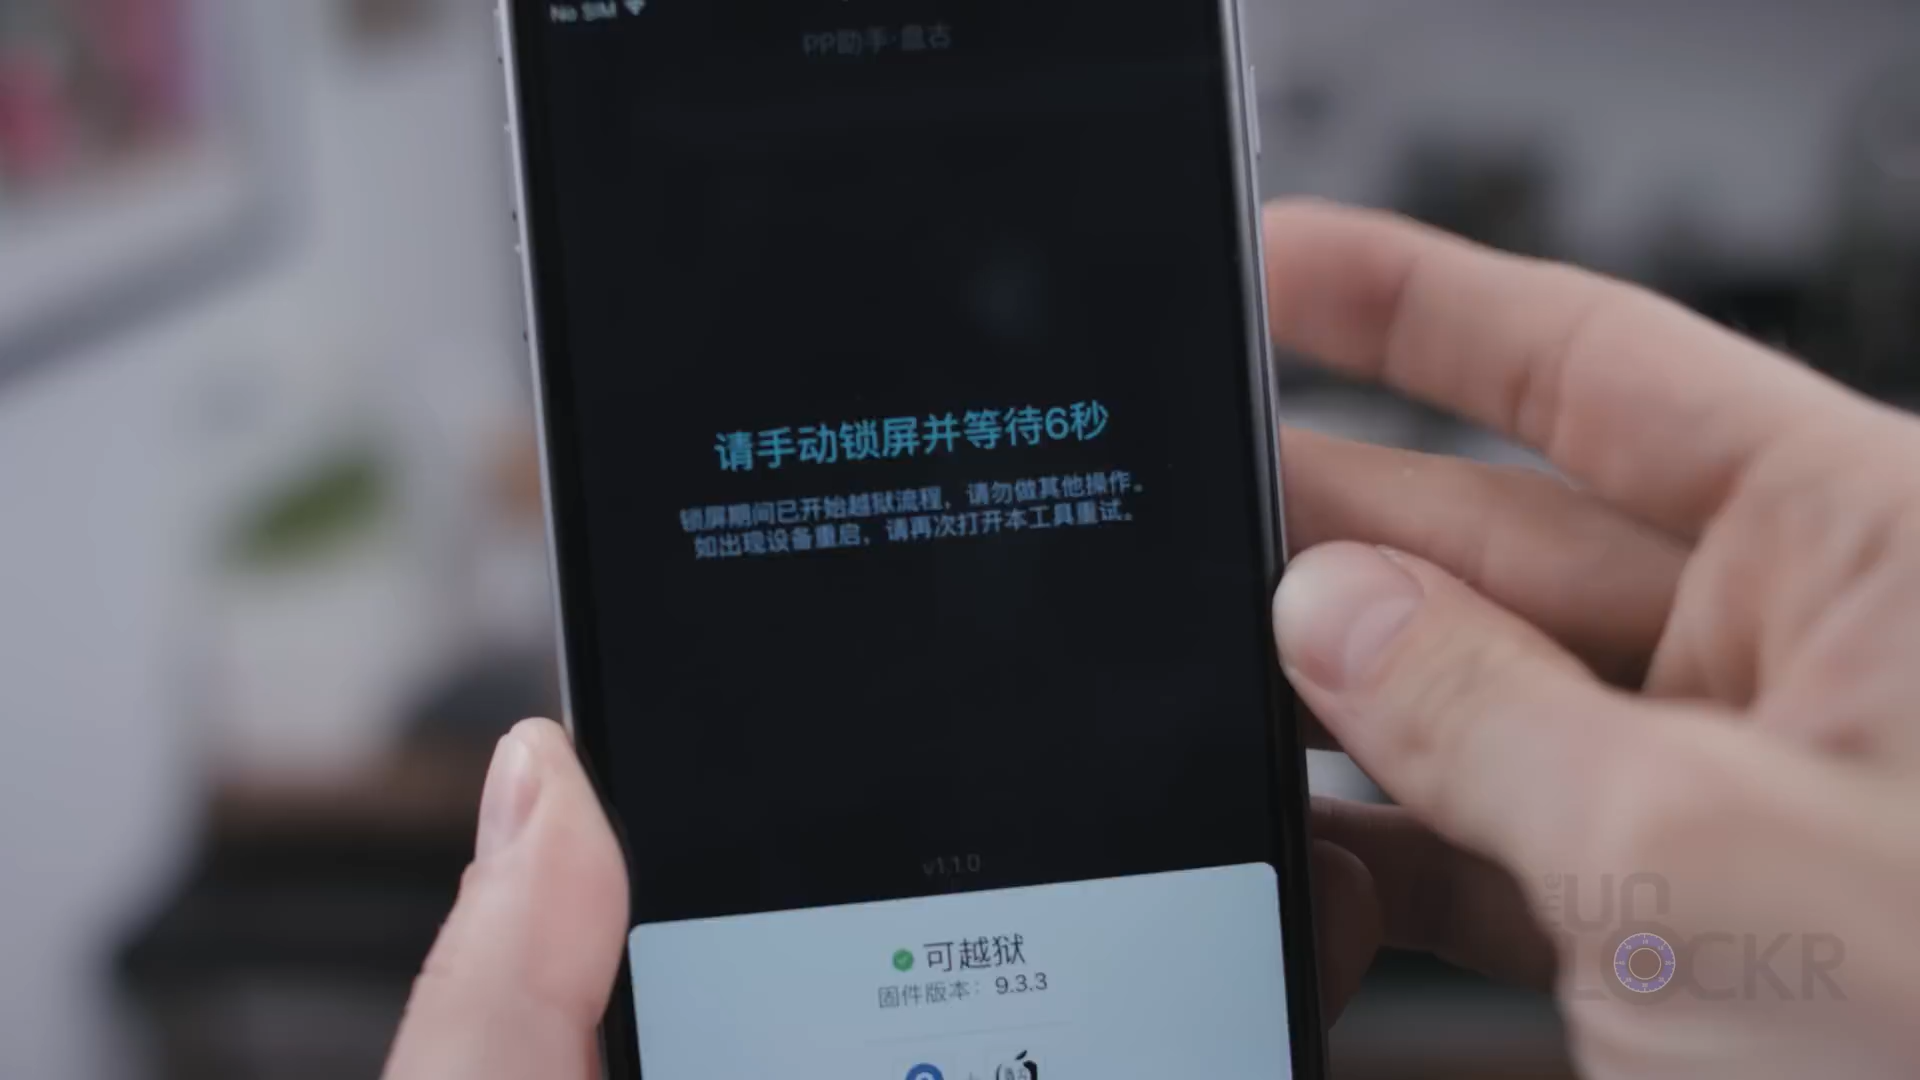 No SIM
PP助手·盘古
请手动锁屏并等待6秒
锁屏期间已开始越狱流程，请勿做其他操作。
如出现设备重启，请再次打开本工具重试。
v1.1.0
可越狱
固件版本：9.3.3
the
UN
LOCKR